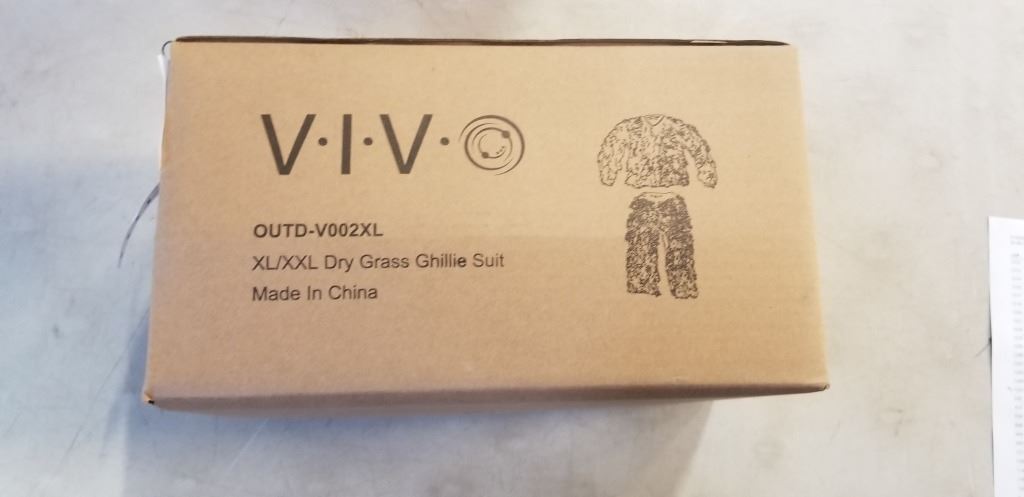 V·I·V·O
OUTD-V002XL
XL/XXL Dry Grass Ghillie Suit
Made In China